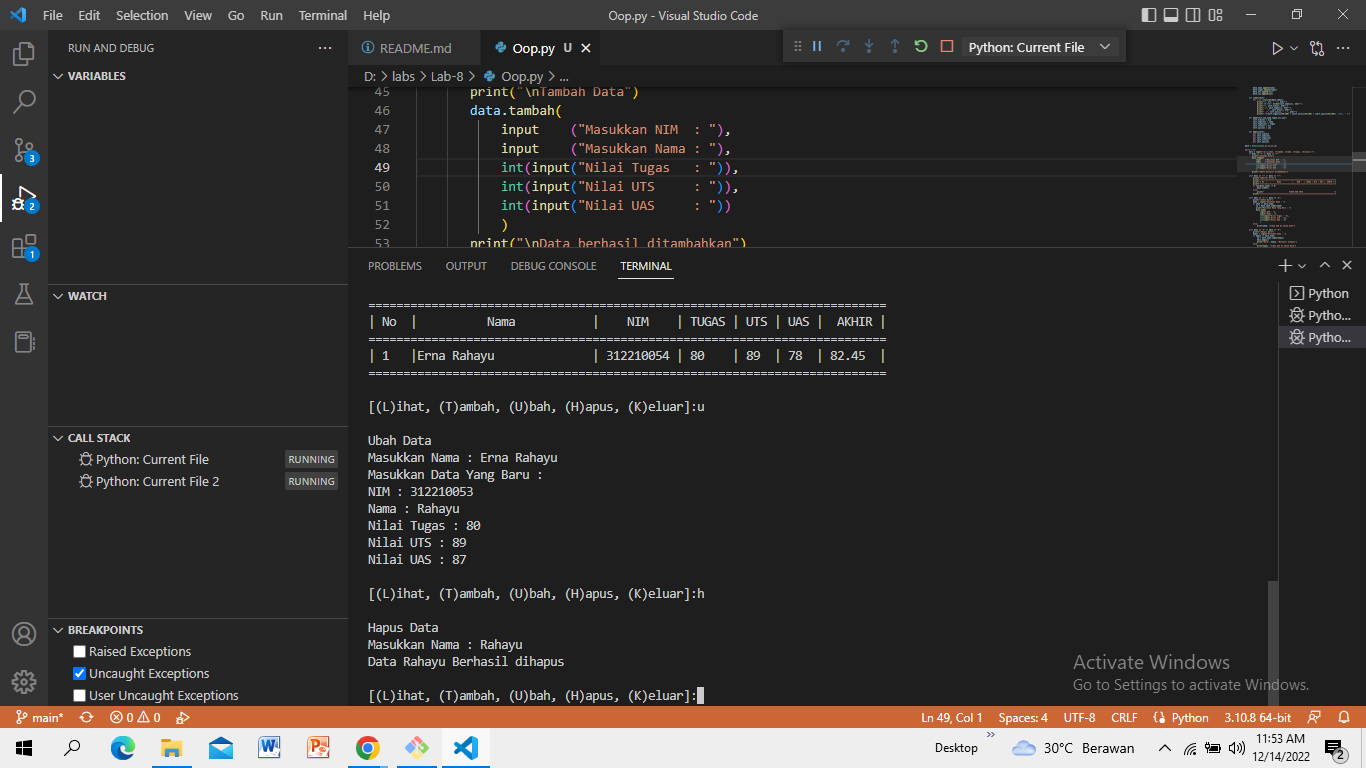 File Edit Selection View Go Run Terminal Help Oop.py - Visual Studio Code
RUN AND DEBUG ...
README.md Oop.py U Python: Current File
D: > labs > Lab-8 > Oop.py > ...
VARIABLES
45 print("\nTambah Data")
46 data.tambah(
47 input ("Masukkan NIM : "),
48 input ("Masukkan Nama : "),
49 int(input("Nilai Tugas : ")),
50 int(input("Nilai UTS : ")),
51 int(input("Nilai UAS : "))
52 )
53 print("\nData berhasil ditambahkan")
PROBLEMS OUTPUT DEBUG CONSOLE TERMINAL
Python
Pytho...
Pytho...
WATCH
CALL STACK
Python: Current File RUNNING
Python: Current File 2 RUNNING
BREAKPOINTS
Raised Exceptions
Uncaught Exceptions
User Uncaught Exceptions
3
2
1
==========================================================================
| No | Nama | NIM | TUGAS | UTS | UAS | AKHIR |
==========================================================================
| 1 |Erna Rahayu | 312210054 | 80 | 89 | 78 | 82.45 |
==========================================================================
[(L)ihat, (T)ambah, (U)bah, (H)apus, (K)eluar]:u
Ubah Data
Masukkan Nama : Erna Rahayu
Masukkan Data Yang Baru :
NIM : 312210053
Nama : Rahayu
Nilai Tugas : 80
Nilai UTS : 89
Nilai UAS : 87
[(L)ihat, (T)ambah, (U)bah, (H)apus, (K)eluar]:h
Hapus Data
Masukkan Nama : Rahayu
Data Rahayu Berhasil dihapus
[(L)ihat, (T)ambah, (U)bah, (H)apus, (K)eluar]:
Activate Windows
Go to Settings to activate Windows.
main* 0 0 Ln 49, Col 1 Spaces: 4 UTF-8 CRLF Python 3.10.8 64-bit
Desktop 30°C Berawan 11:53 AM
12/14/2022
2